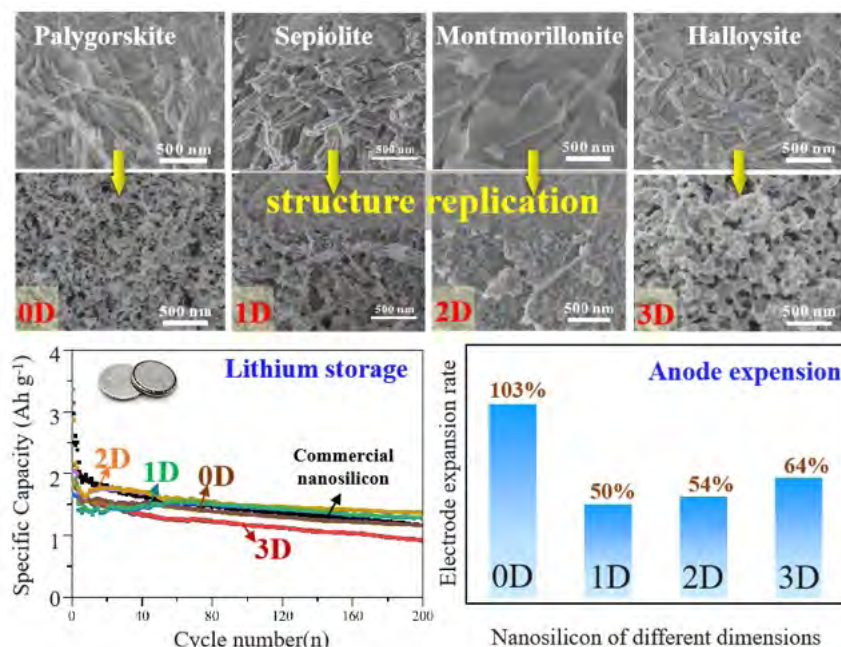 Palygorskite
Sepiolite
Montmorillonite
Halloysite
500 nm
500 nm
500 nm
500 nm
structure replication
0D
500 nm
1D
500 nm
2D
500 nm
3D
500 nm
Specific Capacity (Ah g⁻¹)
4
3
2
1
0
Lithium storage
2D
1D
0D
Commercial
nanosilicon
3D
0
40
80
120
160
200
Cycle number(n)
Electrode expansion rate
Anode expension
103%
50%
54%
64%
0D
1D
2D
3D
Nanosilicon of different dimensions